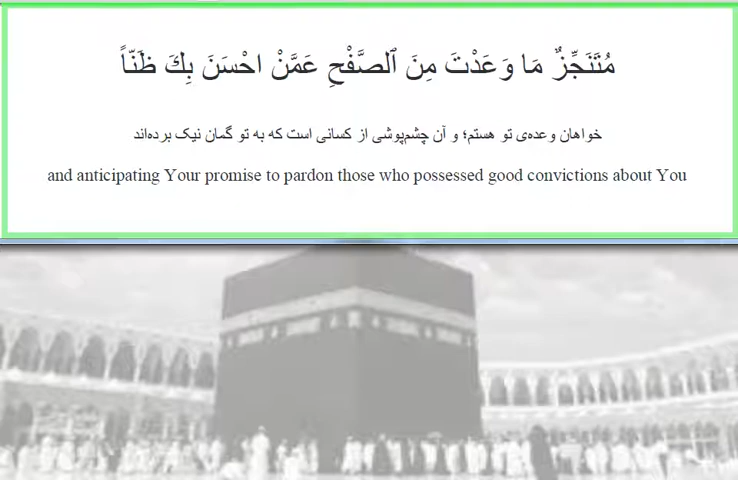 مُتَنَجِّزٌ مَا وَعَدْتَ مِنَ ٱلصَّفْحِ عَمَّنْ احْسَنَ بِكَ ظَنّاً
خواهان وعده‌ی تو هستم؛ و آن چشم‌پوشی از کسانی است که به تو گمان نیک برده‌اند
and anticipating Your promise to pardon those who possessed good convictions about You